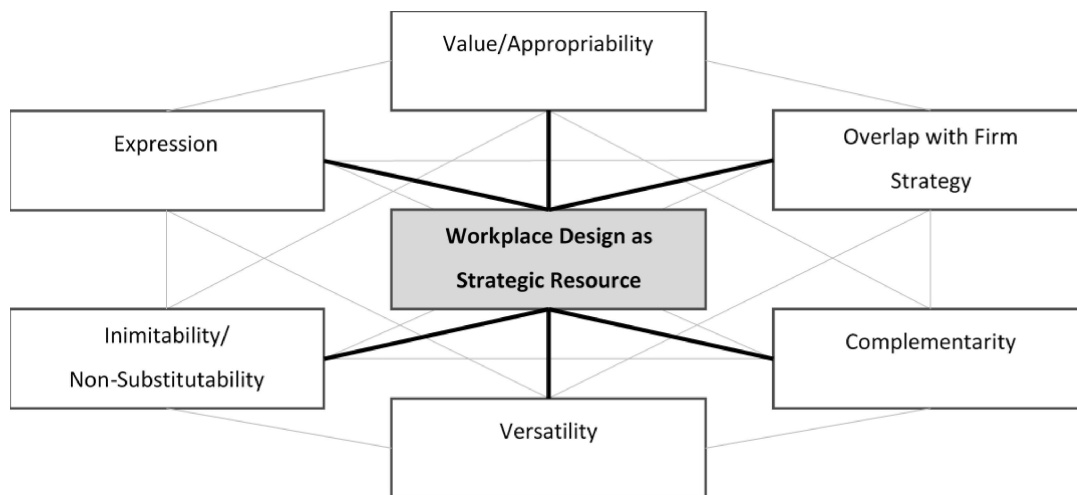 Value/Appropriability
Expression
Overlap with Firm
Strategy
Workplace Design as
Strategic Resource
Inimitability/
Non-Substitutability
Complementarity
Versatility